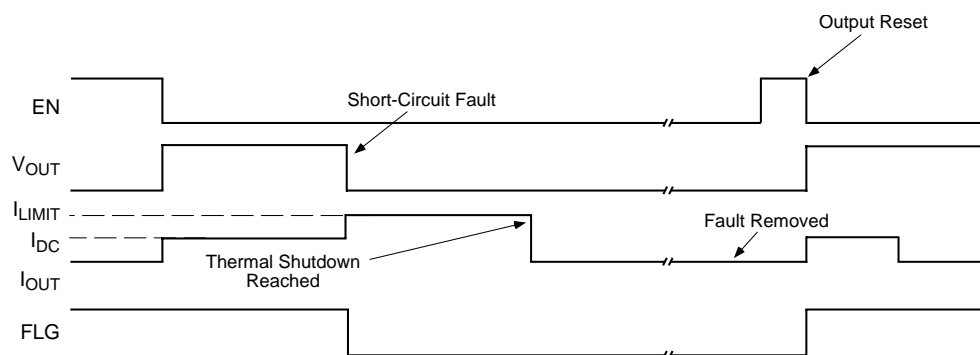 Output Reset
EN
Short-Circuit Fault
VOUT
ILIMIT
IDC
Fault Removed
Thermal Shutdown
Reached
IOUT
FLG